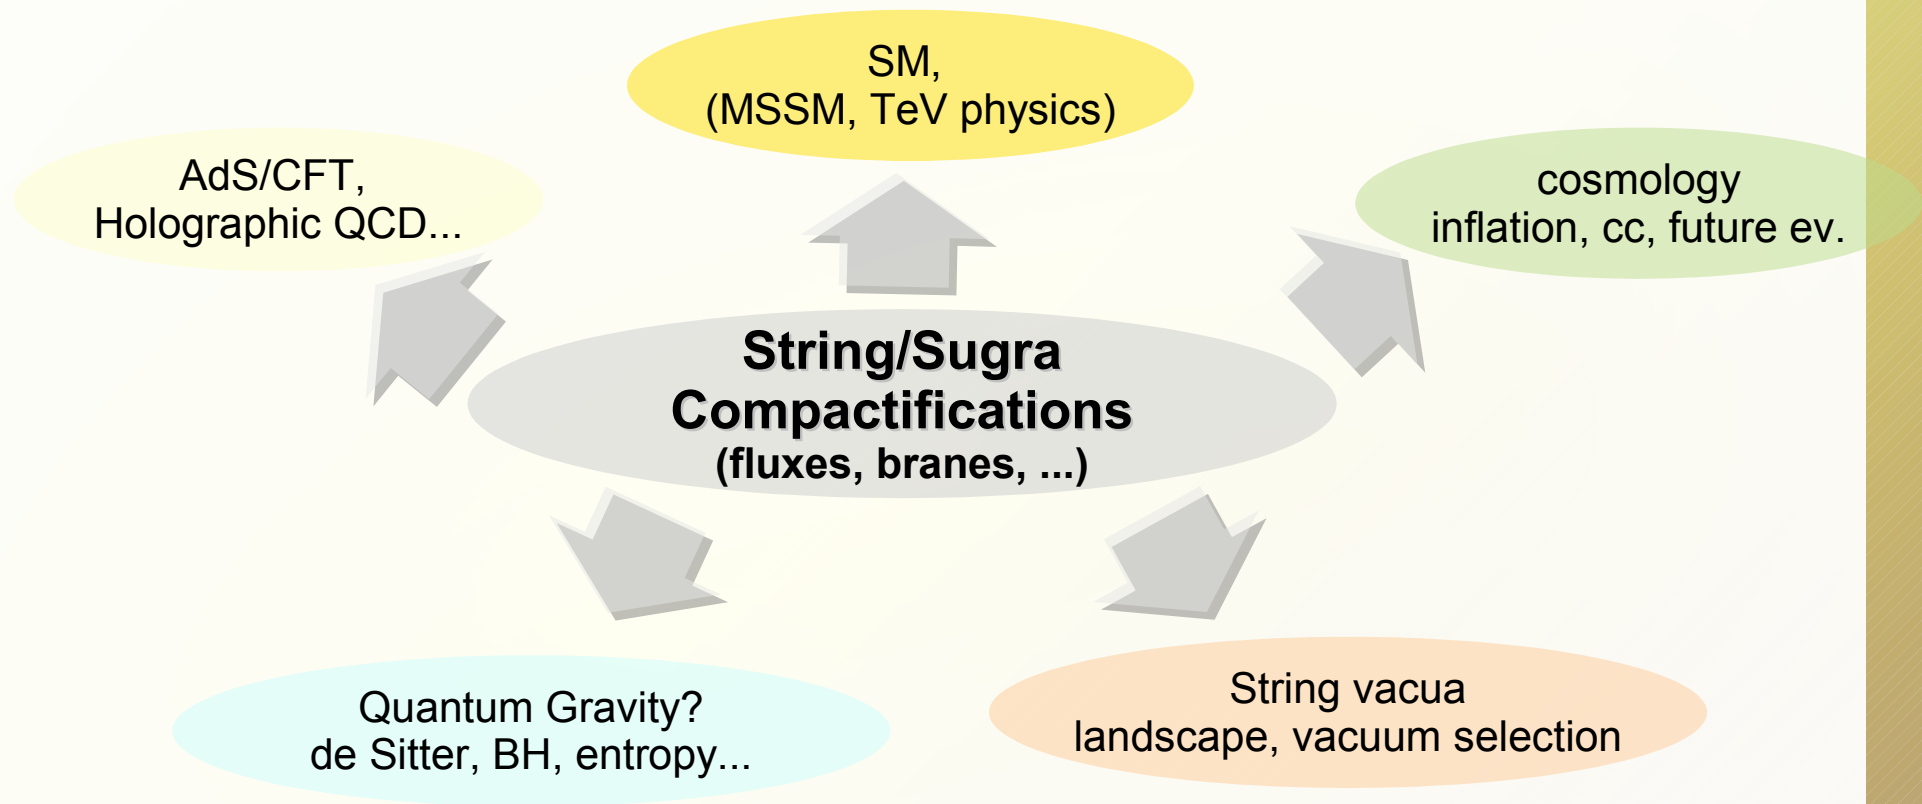 SM,
(MSSM, TeV physics)
AdS/CFT,
Holographic QCD...
cosmology
inflation, cc, future ev.
String/Sugra
Compactifications
(fluxes, branes, ...)
Quantum Gravity?
de Sitter, BH, entropy...
String vacua
landscape, vacuum selection